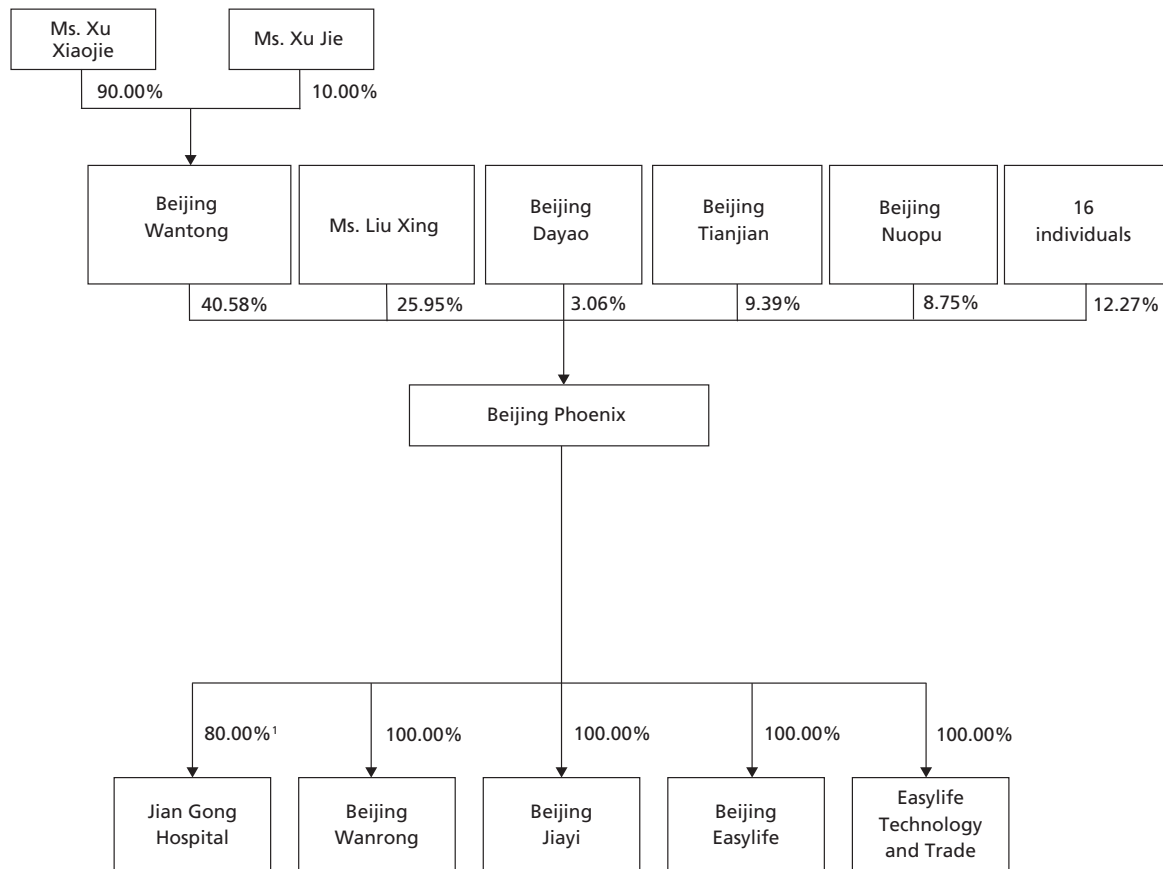 Ms. Xu
Xiaojie
Ms. Xu Jie
90.00%
10.00%
Beijing
Wantong
Ms. Liu Xing
Beijing
Dayao
Beijing
Tianjian
Beijing
Nuopu
16
individuals
40.58%
25.95%
3.06%
9.39%
8.75%
12.27%
Beijing Phoenix
80.00%¹
100.00%
100.00%
100.00%
100.00%
Jian Gong
Hospital
Beijing
Wanrong
Beijing
Jiayi
Beijing
Easylife
Easylife
Technology
and Trade